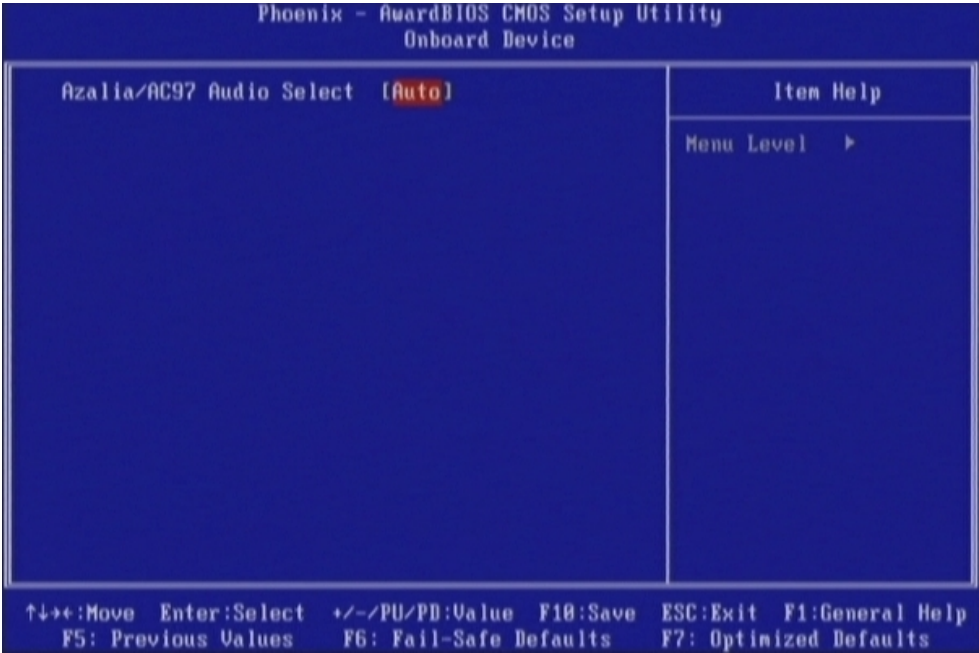 Phoenix - AwardBIOS CMOS Setup Utility
Onboard Device
Azalia/AC97 Audio Select [Auto]
Item Help
Menu Level ▶
↑↓→←:Move Enter:Select +/-/PU/PD:Value F10:Save ESC:Exit F1:General Help
F5: Previous Values F6: Fail-Safe Defaults F7: Optimized Defaults